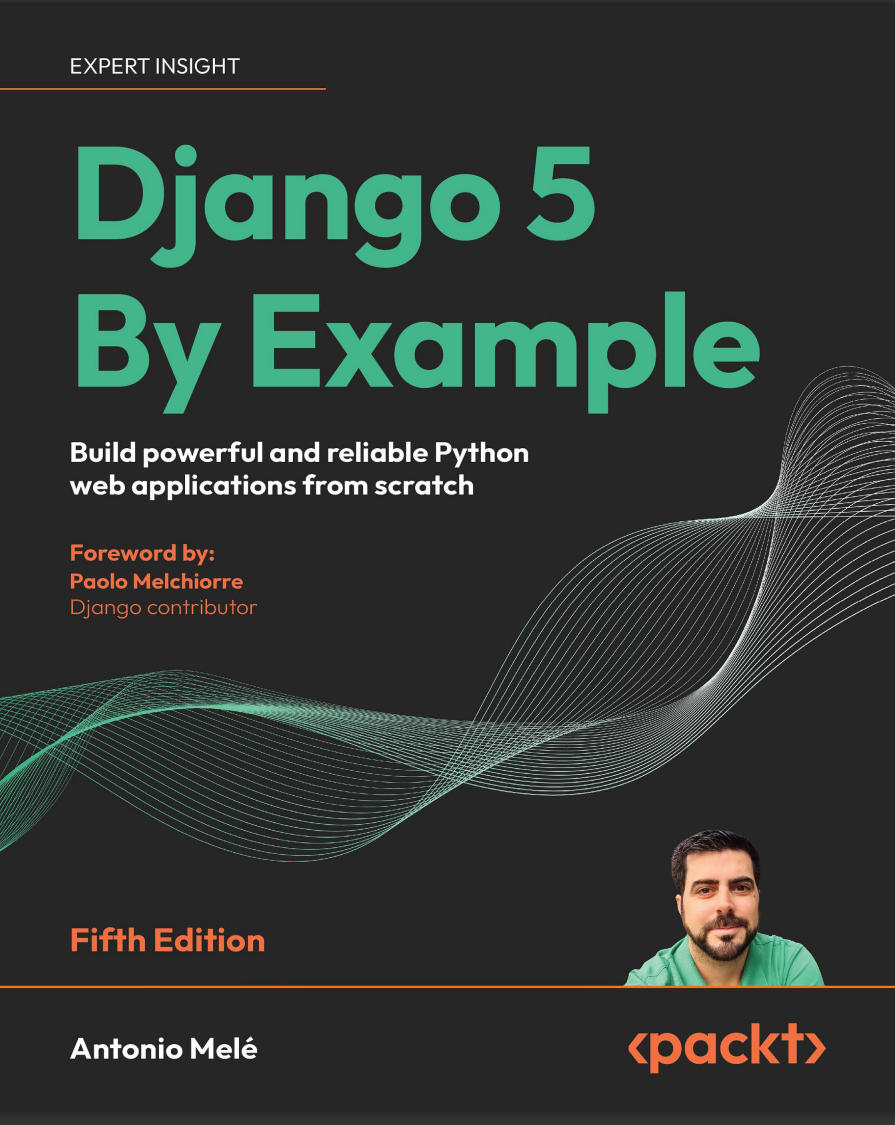 EXPERT INSIGHT
Django 5
By Example
Build powerful and reliable Python
web applications from scratch
Foreword by:
Paolo Melchiorre
Django contributor
Fifth Edition
Antonio Melé
<packt>